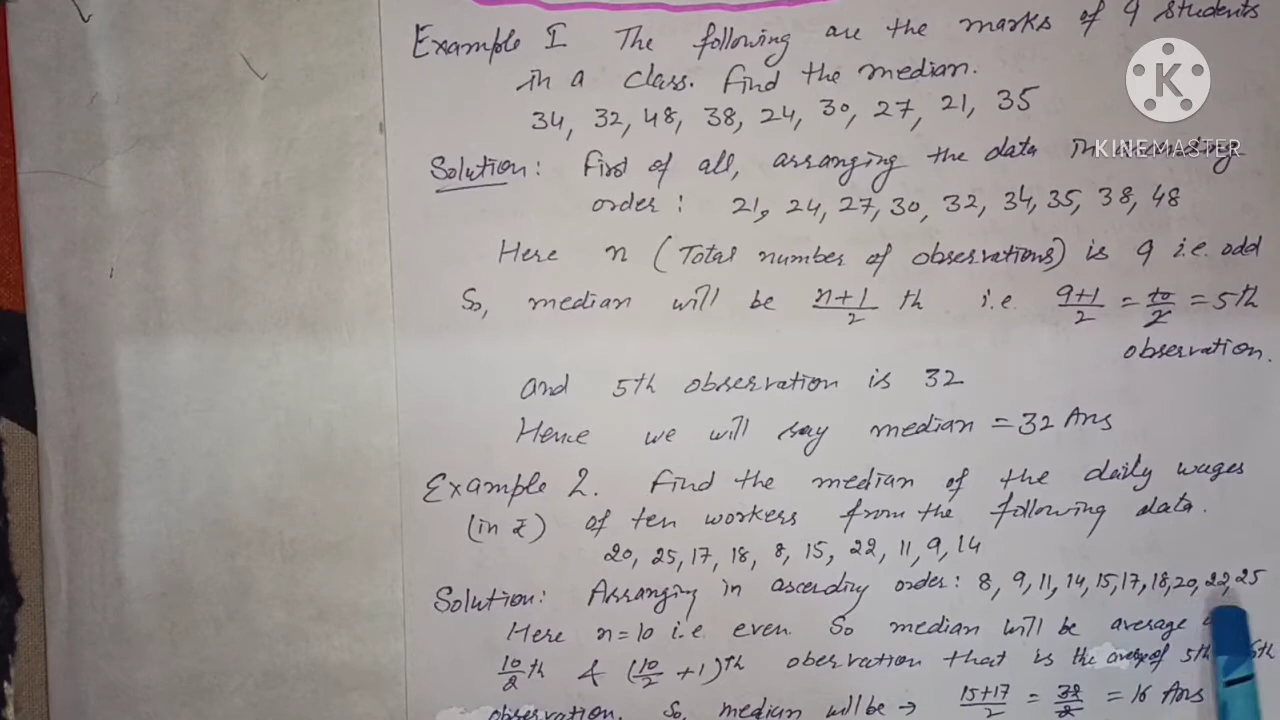 Example I The following are the marks of 9 students
in a class. Find the median.
34, 32, 48, 38, 24, 30, 27, 21, 35
K
KINEMASTER
Solution: First of all, arranging the data in
order: 21, 24, 27, 30, 32, 34, 35, 38, 48
Here n (Total number of observations) is 9 i.e. odd
So, median will be n+1/2 th i.e. 9+1/2 = 10/2 = 5th
observation.
and 5th observation is 32
Hence we will say median = 32 Ans
Example 2. Find the median of the daily wages
(in ₹) of ten workers from the following data.
20, 25, 17, 18, 8, 15, 22, 11, 9, 14
Solution: Arranging in ascending order: 8, 9, 11, 14, 15, 17, 18, 20, 22, 25
Here n=10 i.e. even. So median will be average
10/2 th & (10/2 +1)th obervation that is the average of 5th
observation. So, median will be → 15+17/2 = 32/2 = 16 Ans